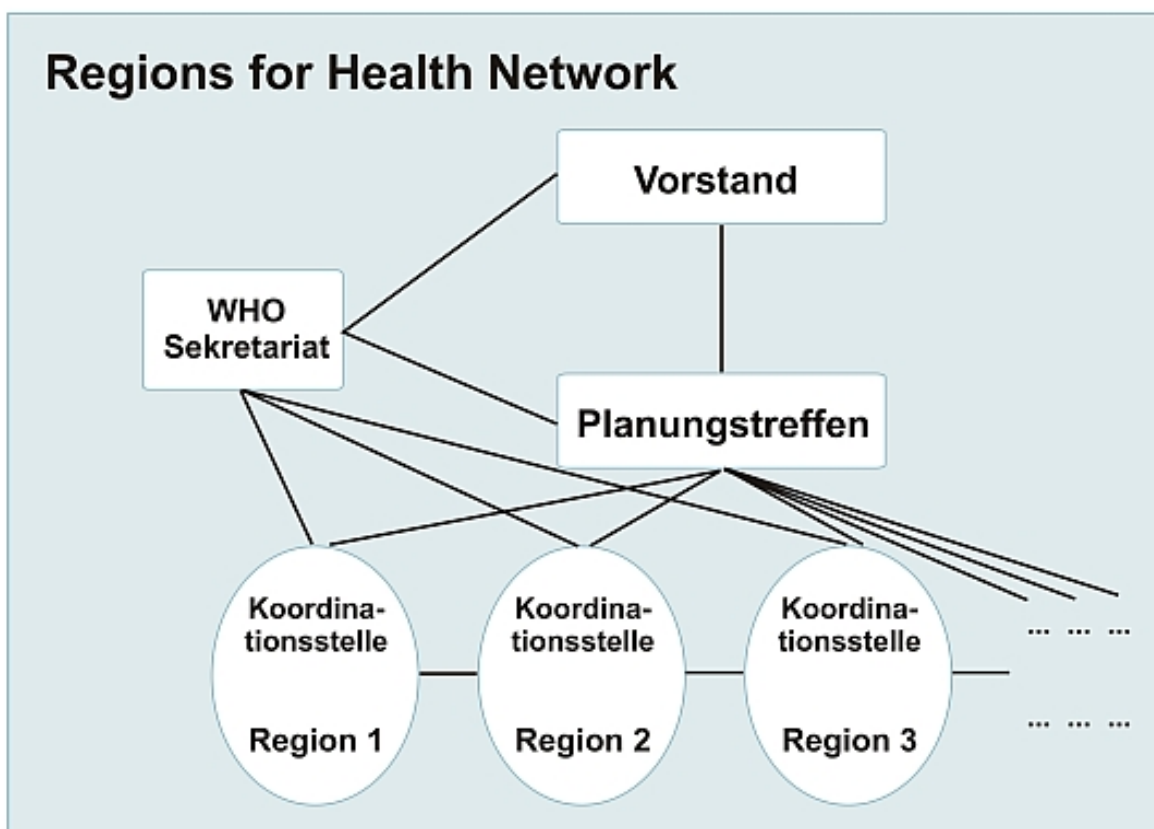 Regions for Health Network
Vorstand
WHO
Sekretariat
Planungstreffen
Koordina-
tionsstelle
Region 1
Koordina-
tionsstelle
Region 2
Koordina-
tionsstelle
Region 3
... ... ...
... ... ...